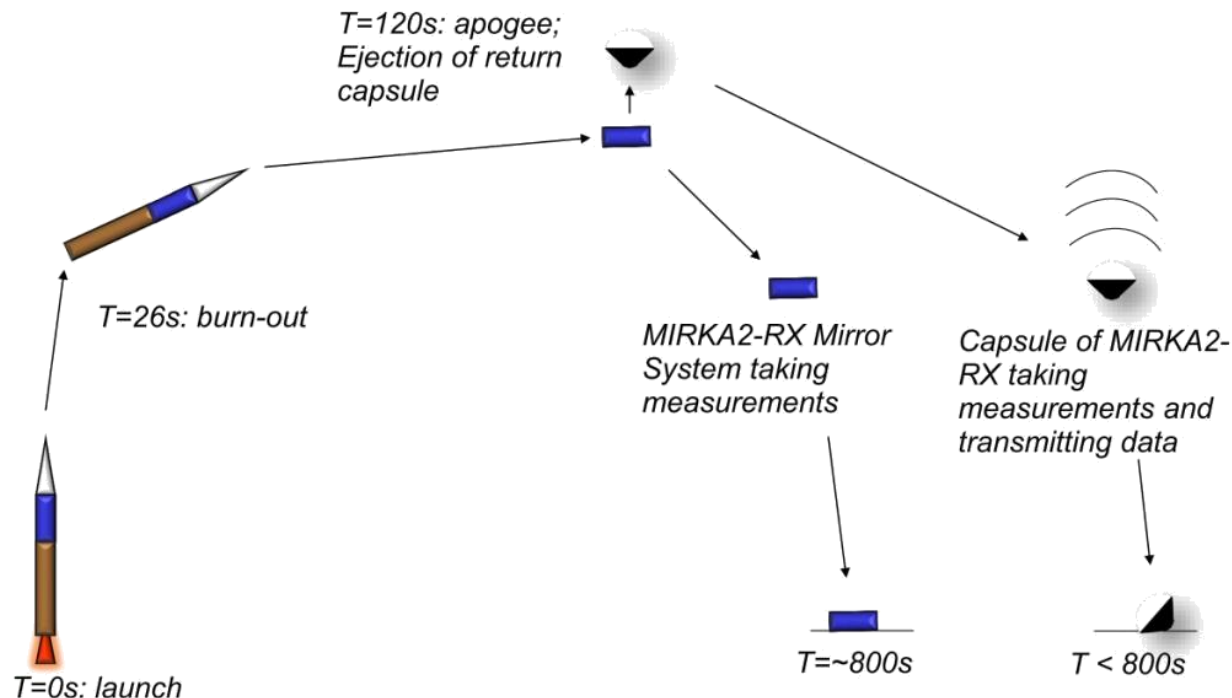 T=120s: apogee;
Ejection of return
capsule
T=26s: burn-out
MIRKA2-RX Mirror
System taking
measurements
Capsule of MIRKA2-
RX taking
measurements and
transmitting data
T=0s: launch
T=~800s
T < 800s